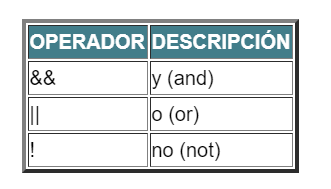 OPERADOR DESCRIPCIÓN
&& y (and)
|| o (or)
! no (not)